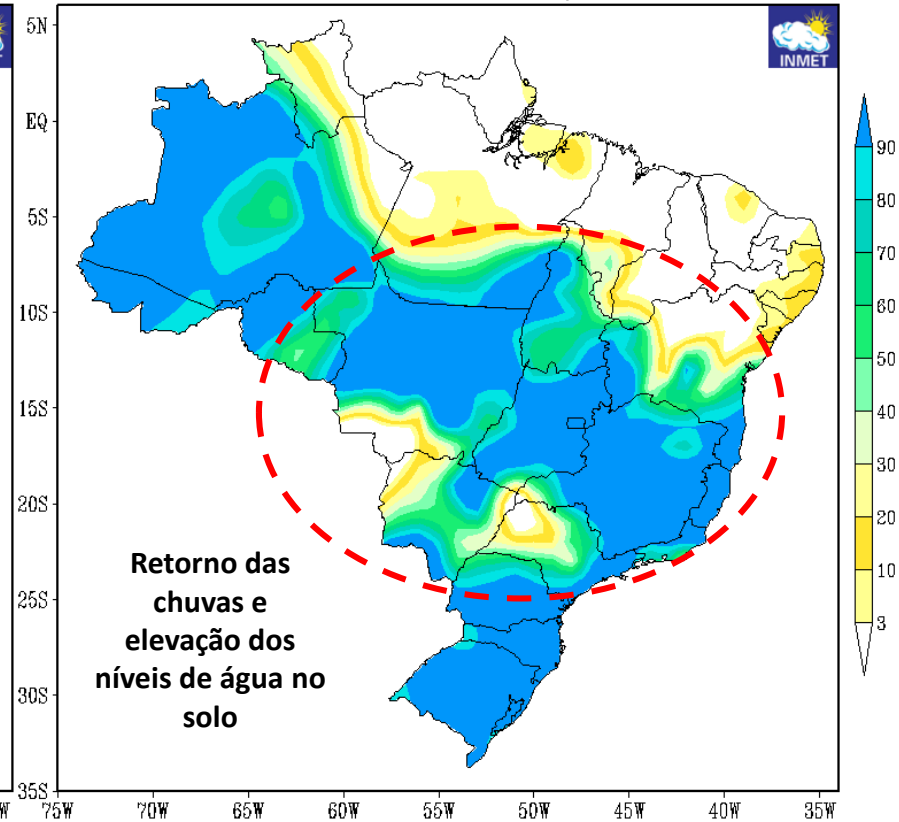 INMET
5N
EQ
5S
10S
15S
20S
25S
30S
35S
75W
70W
65W
60W
55W
50W
45W
40W
35W
90
80
70
60
50
40
30
20
10
3
Retorno das
chuvas e
elevação dos
níveis de água no
solo